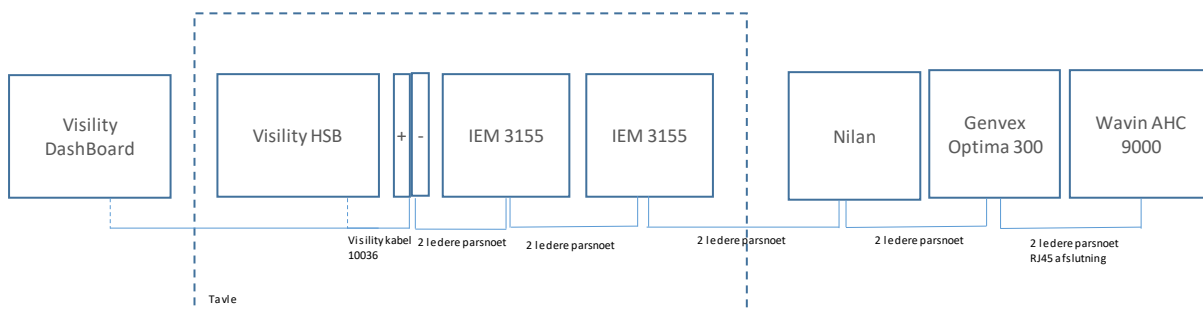 Visility
DashBoard
Visility HSB
+
-
IEM 3155
IEM 3155
Nilan
Genvex
Optima 300
Wavin AHC
9000
Visility kabel
10036
2 ledere parsnoet
2 ledere parsnoet
2 ledere parsnoet
2 ledere parsnoet
2 ledere parsnoet
RJ45 afslutning
Tavle